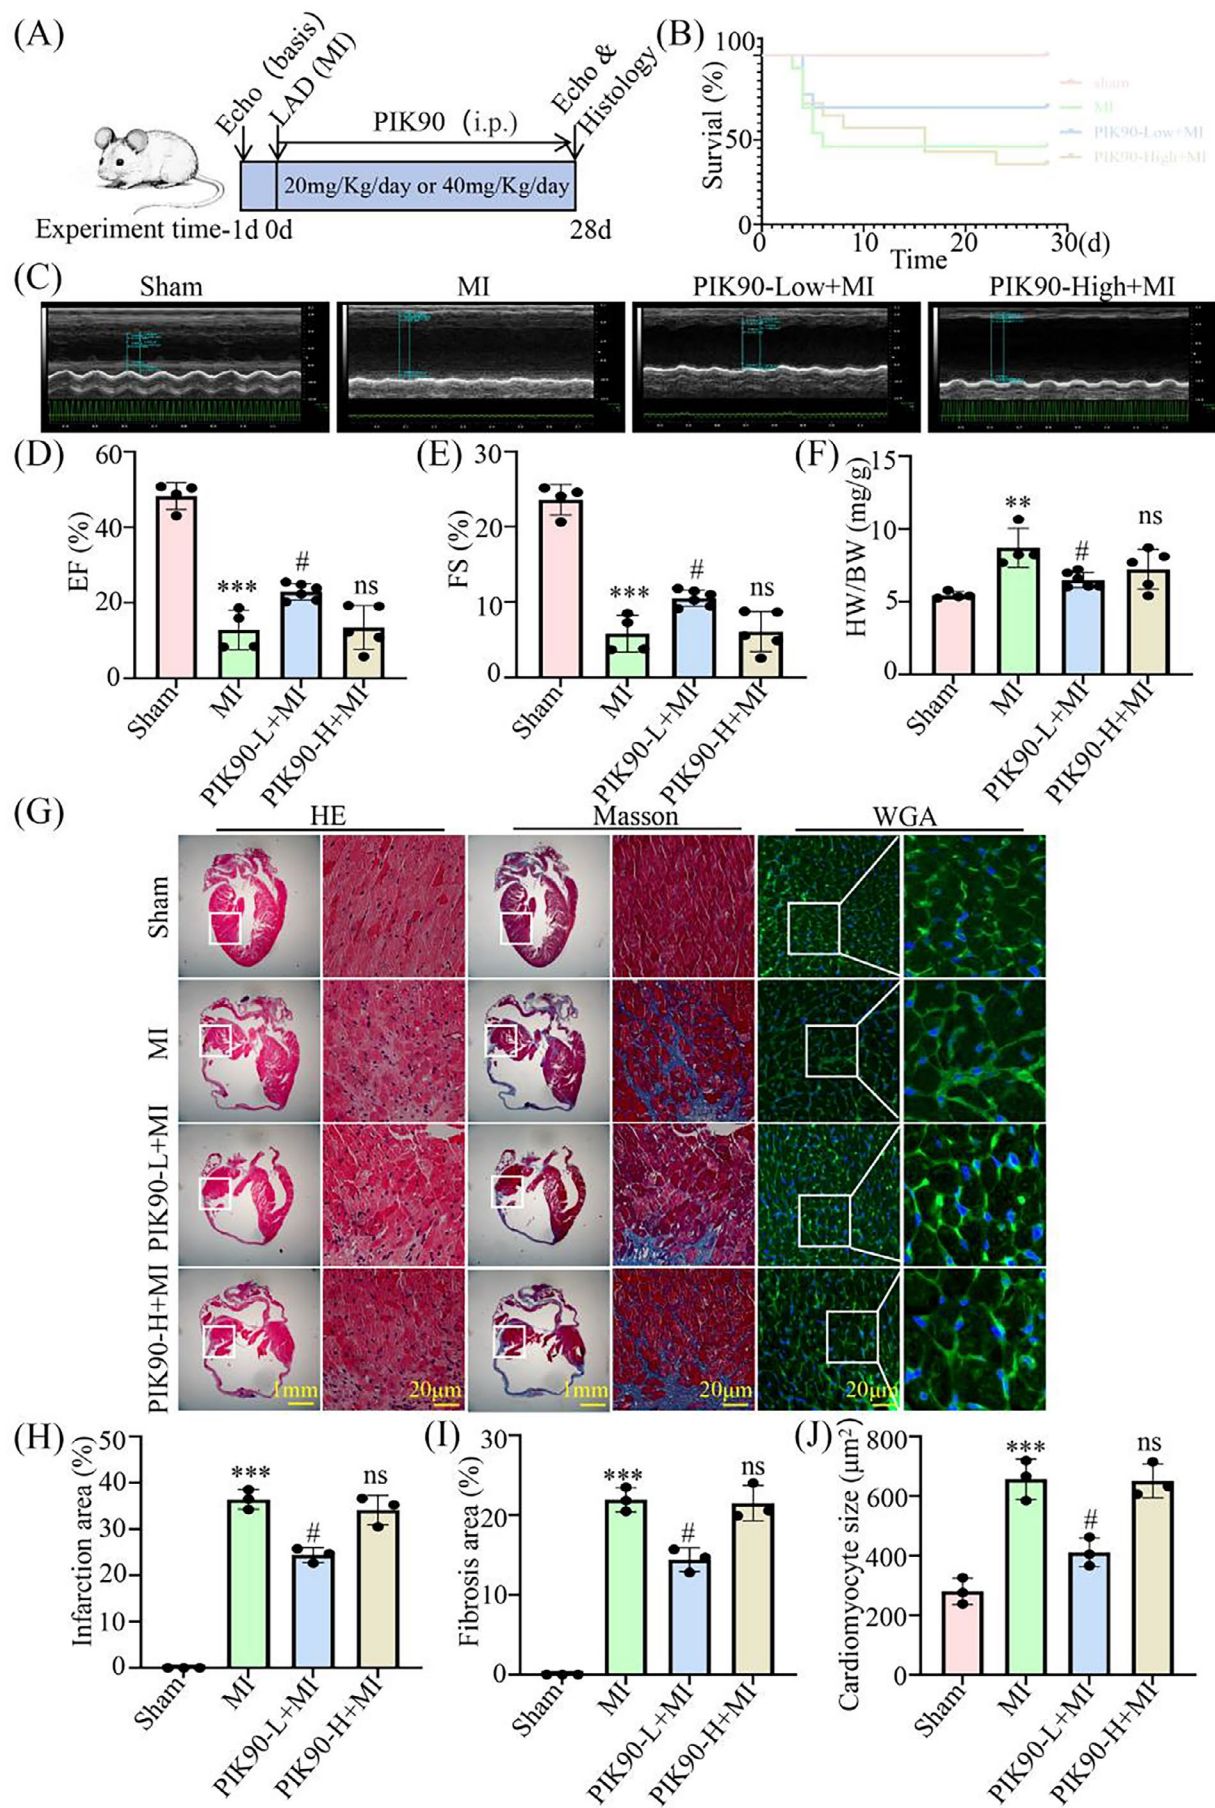 (A)
Echo (basis)
LAD (MI)
Echo &
Histology
PIK90 (i.p.)
20mg/Kg/day or 40mg/Kg/day
Experiment time-1d 0d
28d
(B)
Survial (%)
100
50
0
0
10
20
30(d)
Time
sham
MI
PIK90-Low+MI
PIK90-High+MI
(C)
Sham
MI
PIK90-Low+MI
PIK90-High+MI
(D)
EF (%)
60
40
20
0
***
#
ns
Sham
MI
PIK90-L+MI
PIK90-H+MI
(E)
FS (%)
30
20
10
0
***
#
ns
Sham
MI
PIK90-L+MI
PIK90-H+MI
(F)
HW/BW (mg/g)
15
10
5
0
**
#
ns
Sham
MI
PIK90-L+MI
PIK90-H+MI
(G)
HE
Masson
WGA
Sham
MI
PIK90-L+MI
PIK90-H+MI
1mm
20μm
1mm
20μm
20μm
(H)
Infarction area (%)
50
40
30
20
10
0
***
#
ns
Sham
MI
PIK90-L+MI
PIK90-H+MI
(I)
Fibrosis area (%)
30
20
10
0
***
#
ns
Sham
MI
PIK90-L+MI
PIK90-H+MI
(J)
Cardiomyocyte size (μm²)
800
600
400
200
0
***
#
ns
Sham
MI
PIK90-L+MI
PIK90-H+MI